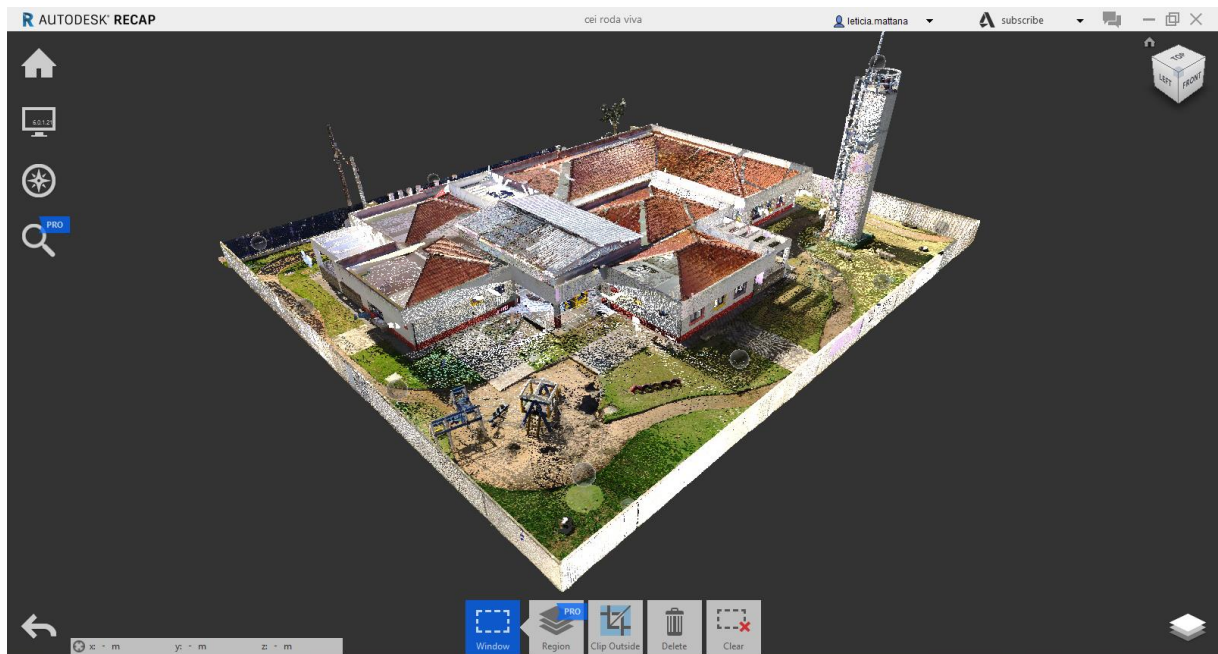 R AUTODESK® RECAP
cei roda viva
leticia.mattana
subscribe
TOP
LEFT
FRONT
PRO
PRO
Window
Region
Clip Outside
Delete
Clear
x: - m y: - m z: - m